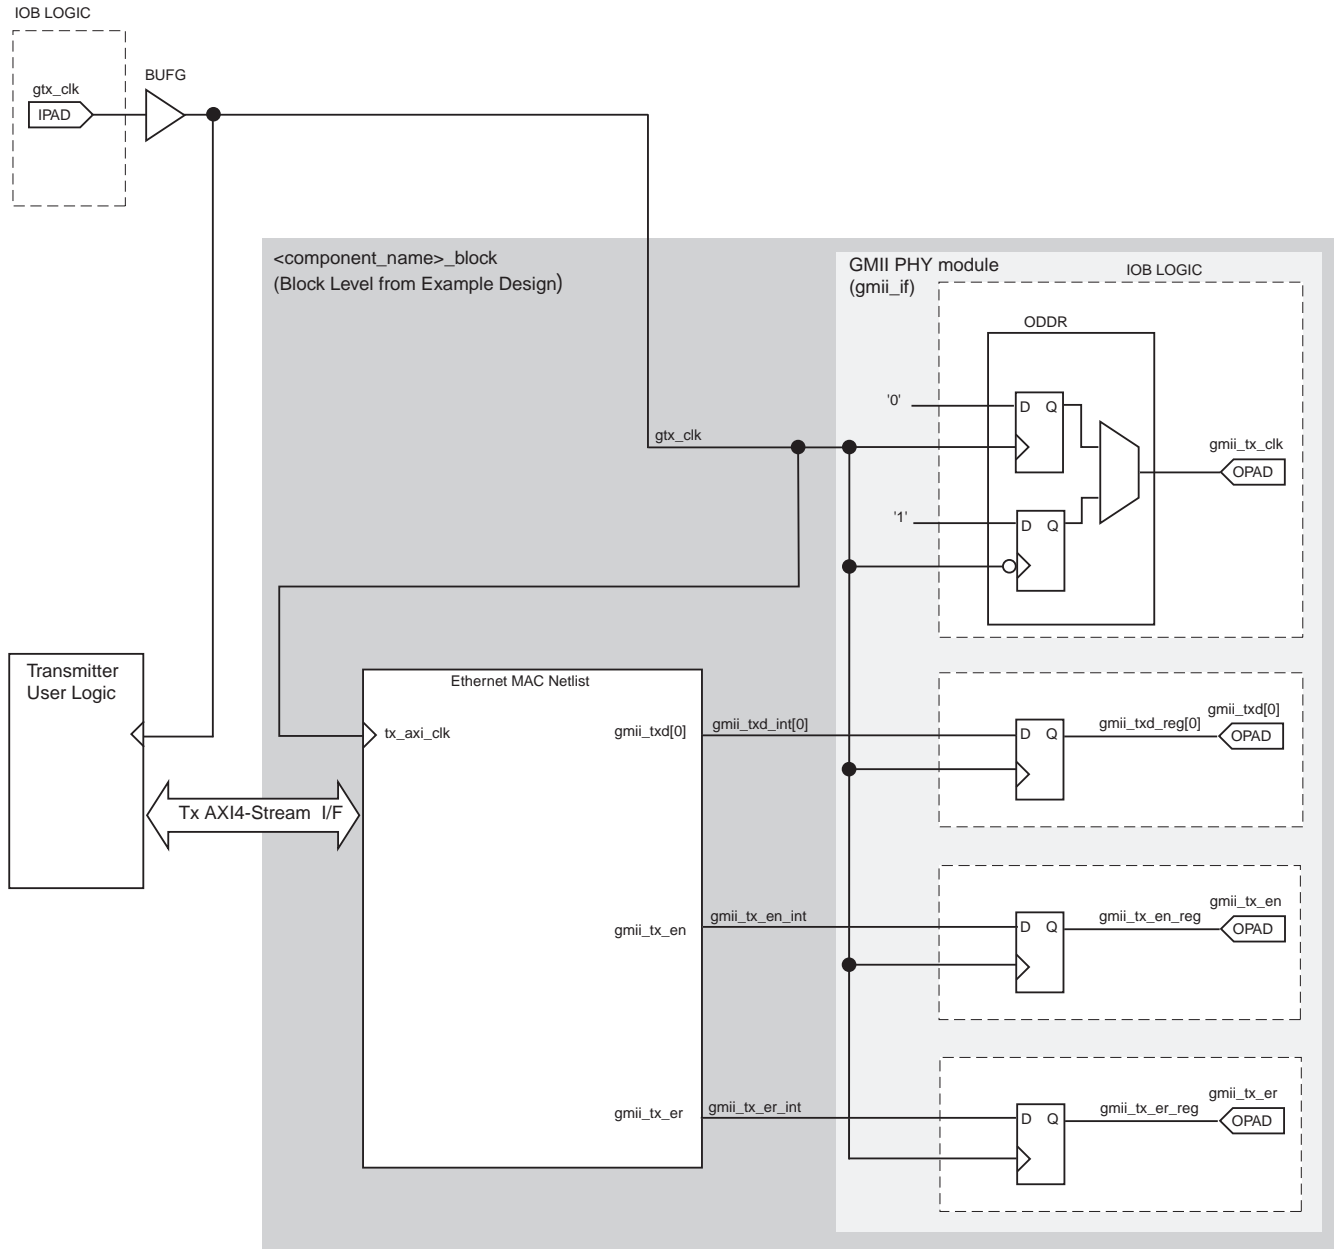 IOB LOGIC
gtx_clk
IPAD
BUFG
<component_name>_block
(Block Level from Example Design)
GMII PHY module
(gmii_if)
IOB LOGIC
ODDR
'0'
D Q
gtx_clk
gmii_tx_clk
OPAD
'1'
D Q
Transmitter
User Logic
Ethernet MAC Netlist
tx_axi_clk
gmii_txd[0]
gmii_txd_int[0]
D Q
gmii_txd_reg[0]
gmii_txd[0]
OPAD
Tx AXI4-Stream I/F
gmii_tx_en
gmii_tx_en_int
D Q
gmii_tx_en_reg
gmii_tx_en
OPAD
gmii_tx_er
gmii_tx_er_int
D Q
gmii_tx_er_reg
gmii_tx_er
OPAD